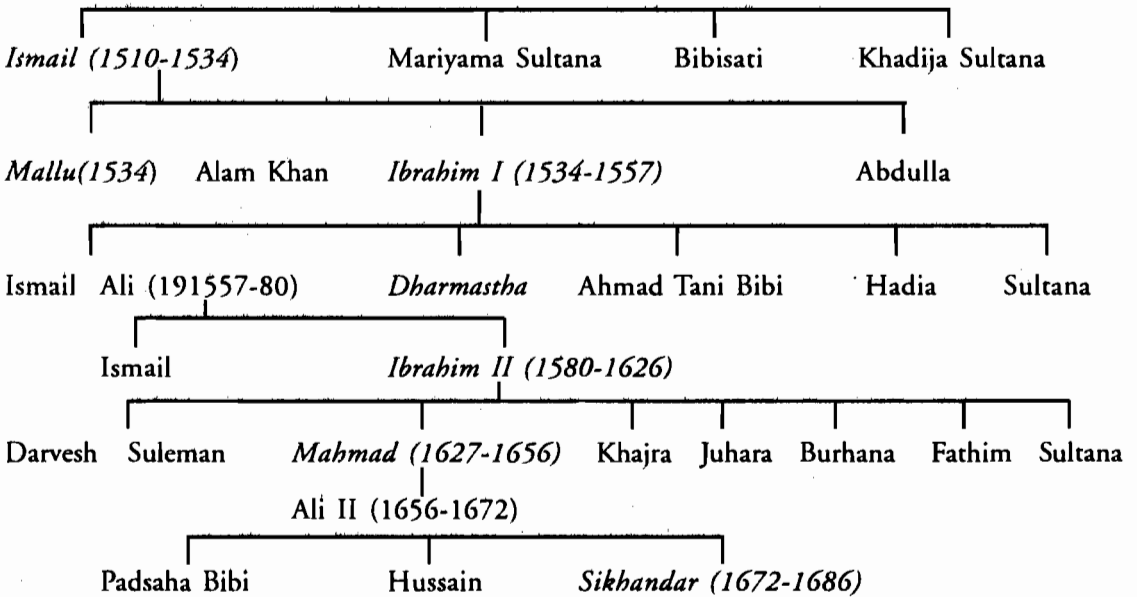 Ismail (1510-1534) Mariyama Sultana Bibisati Khadija Sultana
Mallu(1534) Alam Khan Ibrahim I (1534-1557) Abdulla
Ismail Ali (191557-80) Dharmastha Ahmad Tani Bibi Hadia Sultana
Ismail Ibrahim II (1580-1626)
Darvesh Suleman Mahmad (1627-1656) Khajra Juhara Burhana Fathim Sultana
Ali II (1656-1672)
Padsaha Bibi Hussain Sikhandar (1672-1686)